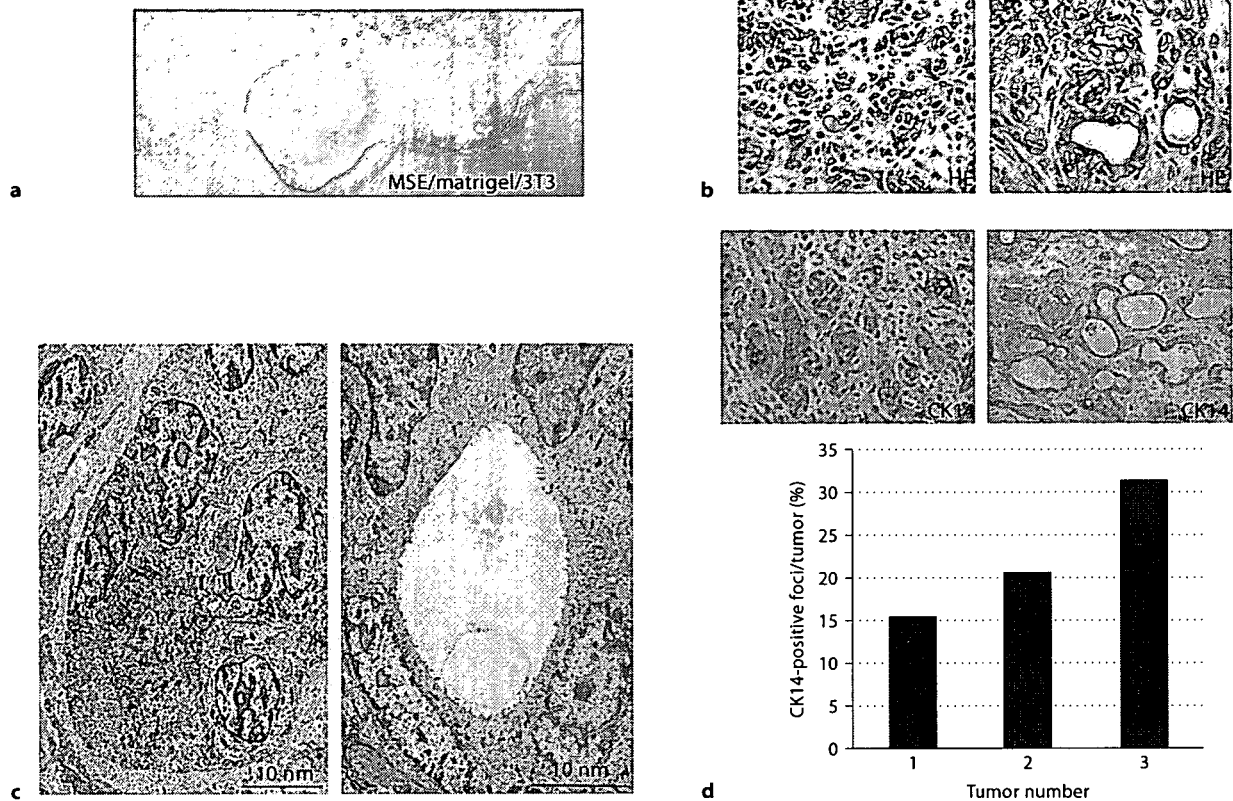 MSE/matrigel/3T3
a
HE
HE
b
CK14
CK14
10 nm
10 nm
c
CK14-positive foci/tumor (%)
35
30
25
20
15
10
5
0
1 2 3
Tumor number
d